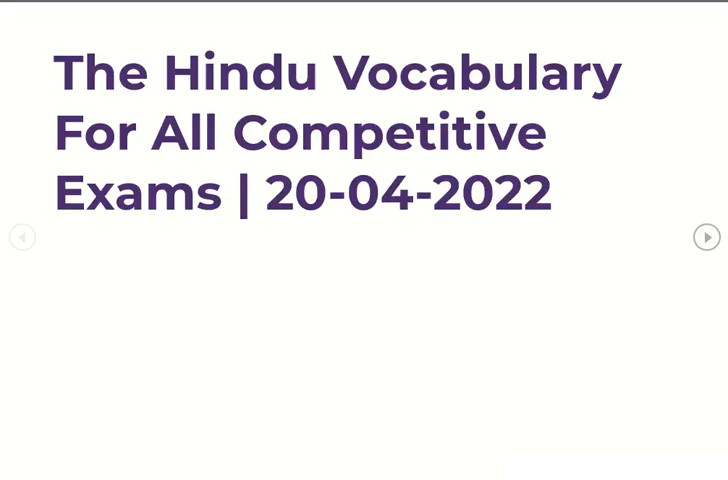 The Hindu Vocabulary
For All Competitive
Exams | 20-04-2022